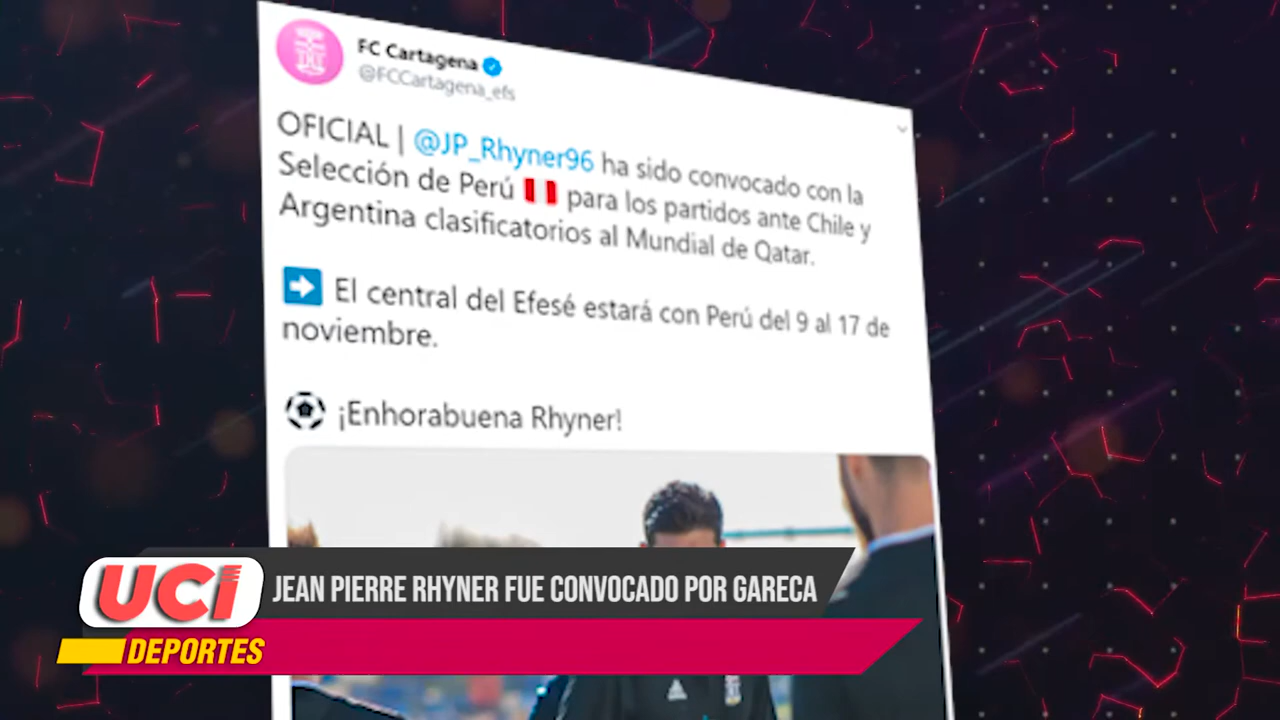 FC Cartagena
@FCCartagena_efs
OFICIAL | @JP_Rhyner96 ha sido convocado con la
Selección de Perú 🇵🇪 para los partidos ante Chile y
Argentina clasificatorios al Mundial de Qatar.
➡️ El central del Efesé estará con Perú del 9 al 17 de
noviembre.
⚽ ¡Enhorabuena Rhyner!
UCI
JEAN PIERRE RHYNER FUE CONVOCADO POR GARECA
DEPORTES